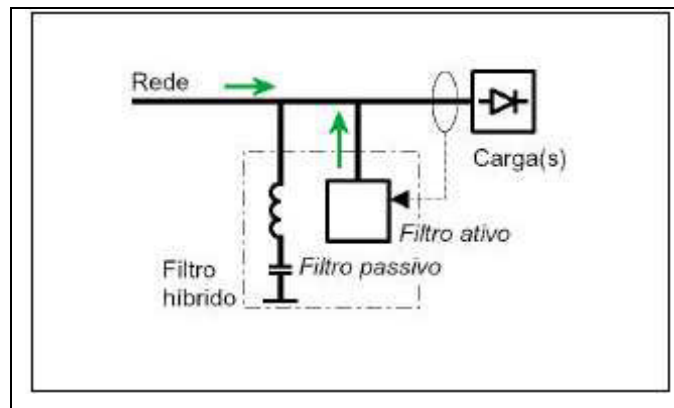 Rede
Carga(s)
Filtro ativo
Filtro passivo
Filtro
híbrido